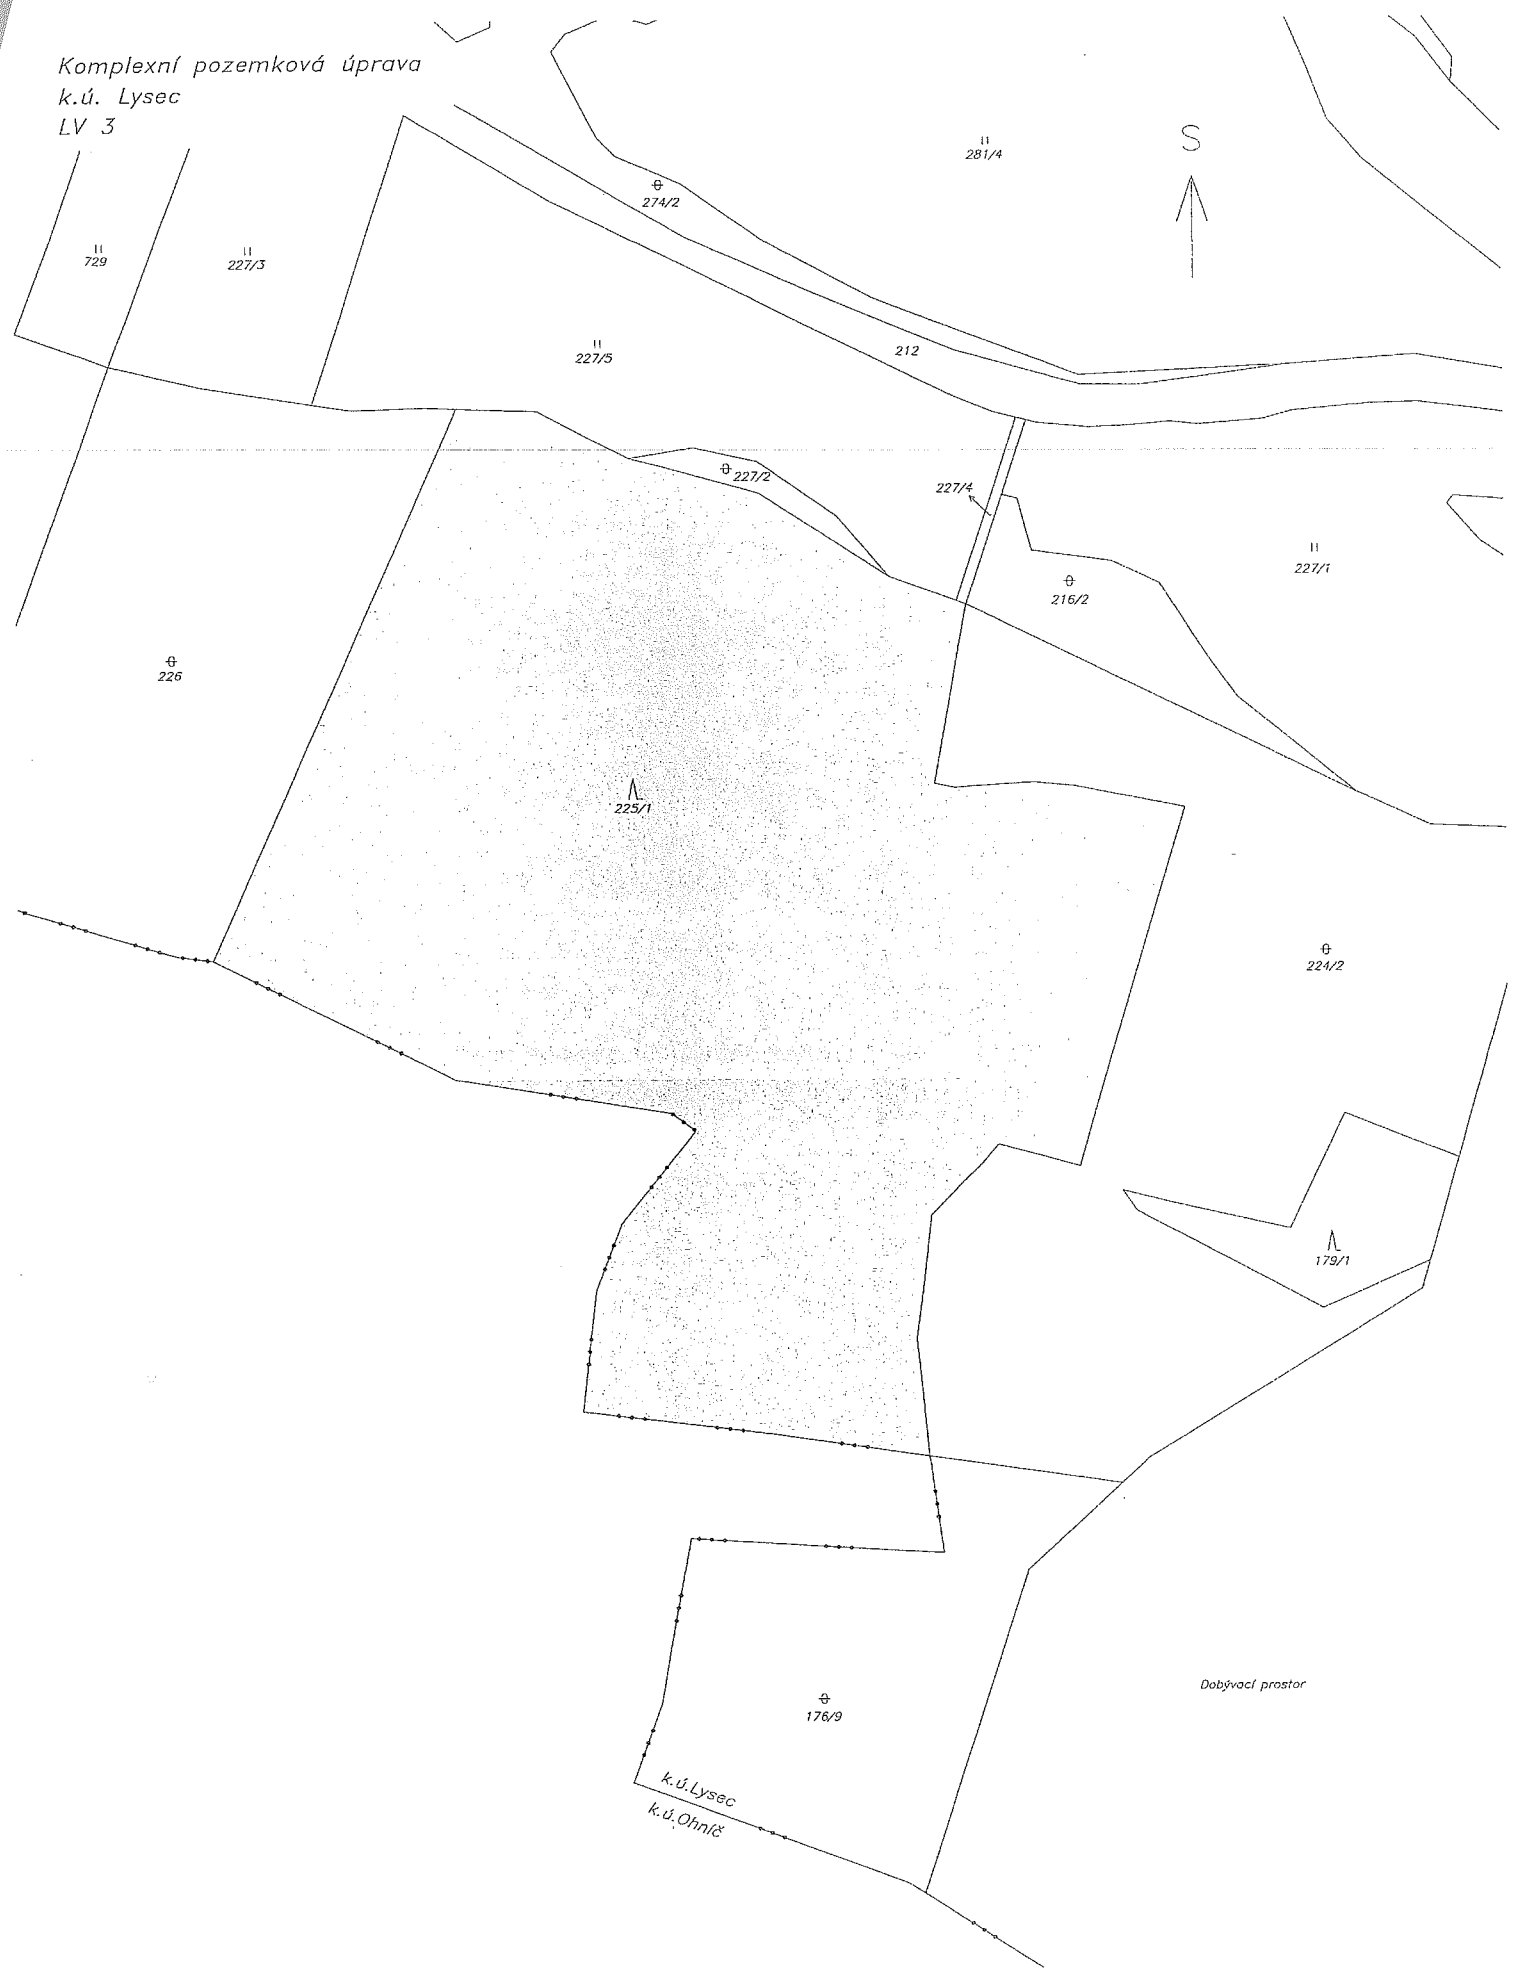 Komplexní pozemková úprava
k.ú. Lysec
LV 3
S
281/4
274/2
729
227/3
227/5
212
227/2
227/4
227/1
216/2
226
225/1
224/2
179/1
Dobývací prostor
176/9
k.ú.Lysec
k.ú.Ohníč